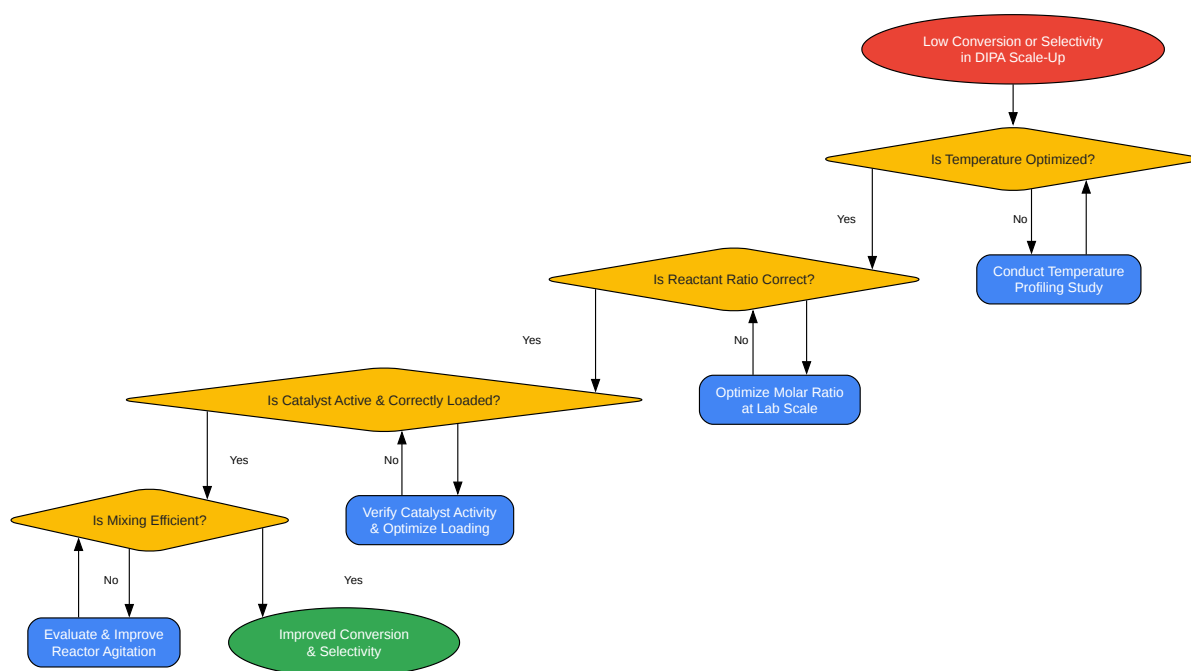 Low Conversion or Selectivity
in DIPA Scale-Up
Is Temperature Optimized?
Yes
No
Conduct Temperature
Profiling Study
Is Reactant Ratio Correct?
Yes
No
Optimize Molar Ratio
at Lab Scale
Is Catalyst Active & Correctly Loaded?
Yes
No
Verify Catalyst Activity
& Optimize Loading
Is Mixing Efficient?
No
Yes
Evaluate & Improve
Reactor Agitation
Improved Conversion
& Selectivity